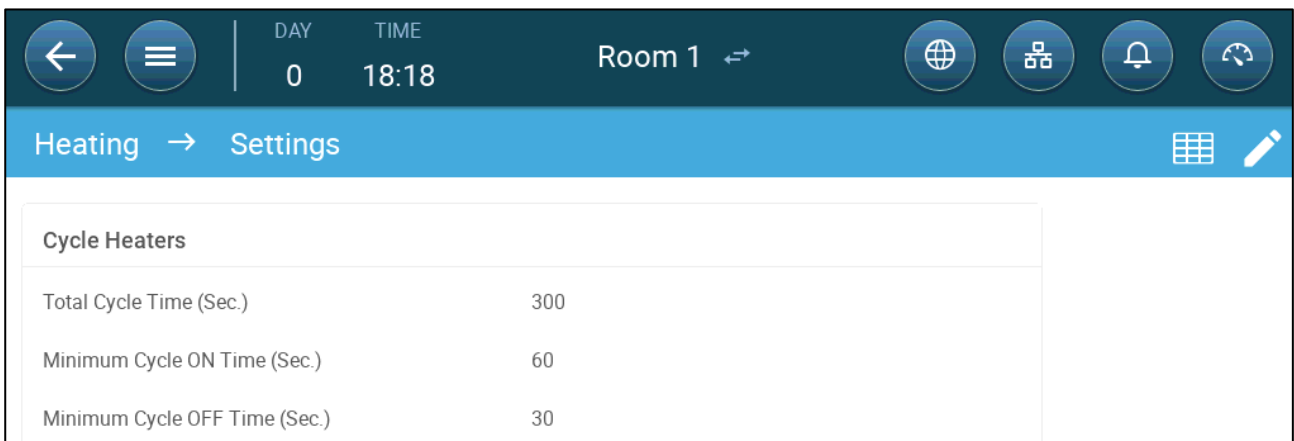 DAY TIME
0 18:18
Room 1
Heating → Settings
Cycle Heaters
Total Cycle Time (Sec.) 300
Minimum Cycle ON Time (Sec.) 60
Minimum Cycle OFF Time (Sec.) 30